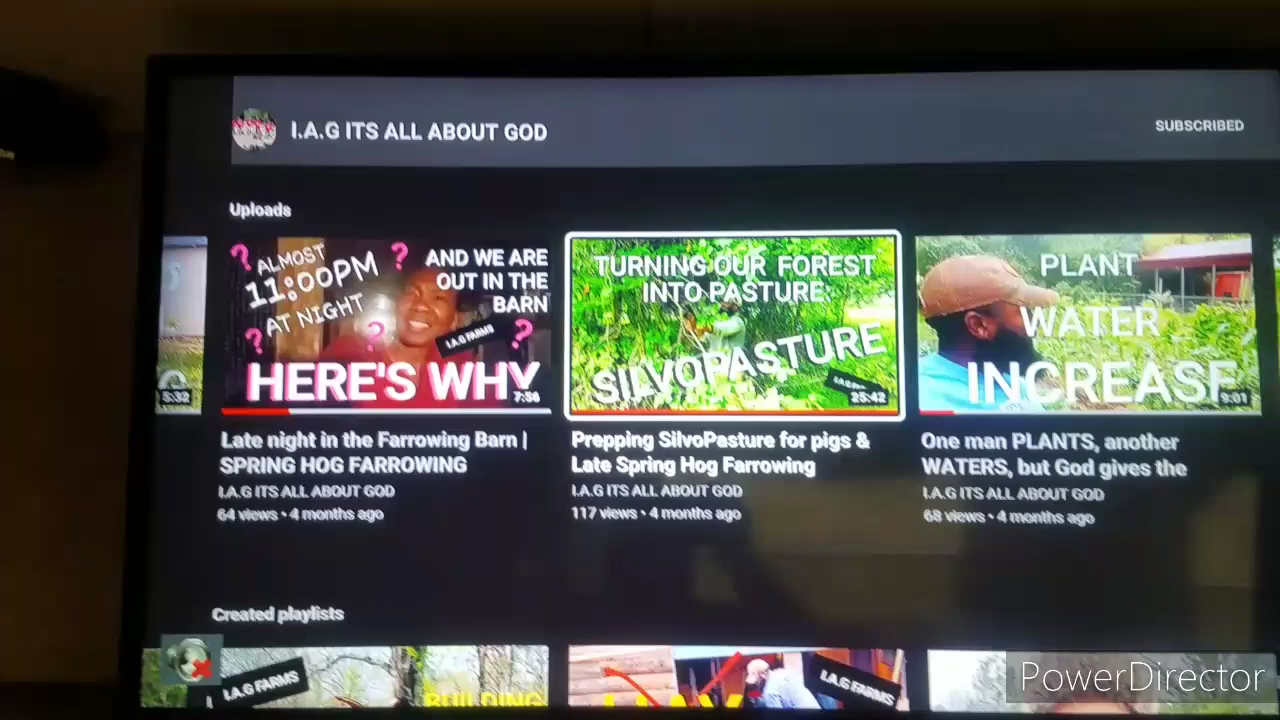 I.A.G ITS ALL ABOUT GOD
SUBSCRIBED
Uploads
5:32
? ALMOST ?
11:00PM
AT NIGHT
? ? ?
AND WE ARE
OUT IN THE
BARN
I.A.G FARMS
HERE'S WHY
7:56
TURNING OUR FOREST
INTO PASTURE:
SILVOPASTURE
25:42
PLANT
WATER
INCREASE
9:01
Late night in the Farrowing Barn |
SPRING HOG FARROWING
I.A.G ITS ALL ABOUT GOD
64 views • 4 months ago
Prepping SilvoPasture for pigs &
Late Spring Hog Farrowing
I.A.G ITS ALL ABOUT GOD
117 views • 4 months ago
One man PLANTS, another
WATERS, but God gives the
I.A.G ITS ALL ABOUT GOD
68 views • 4 months ago
Created playlists
I.A.G FARMS
BUILDING
I.A.G FARMS
PowerDirector